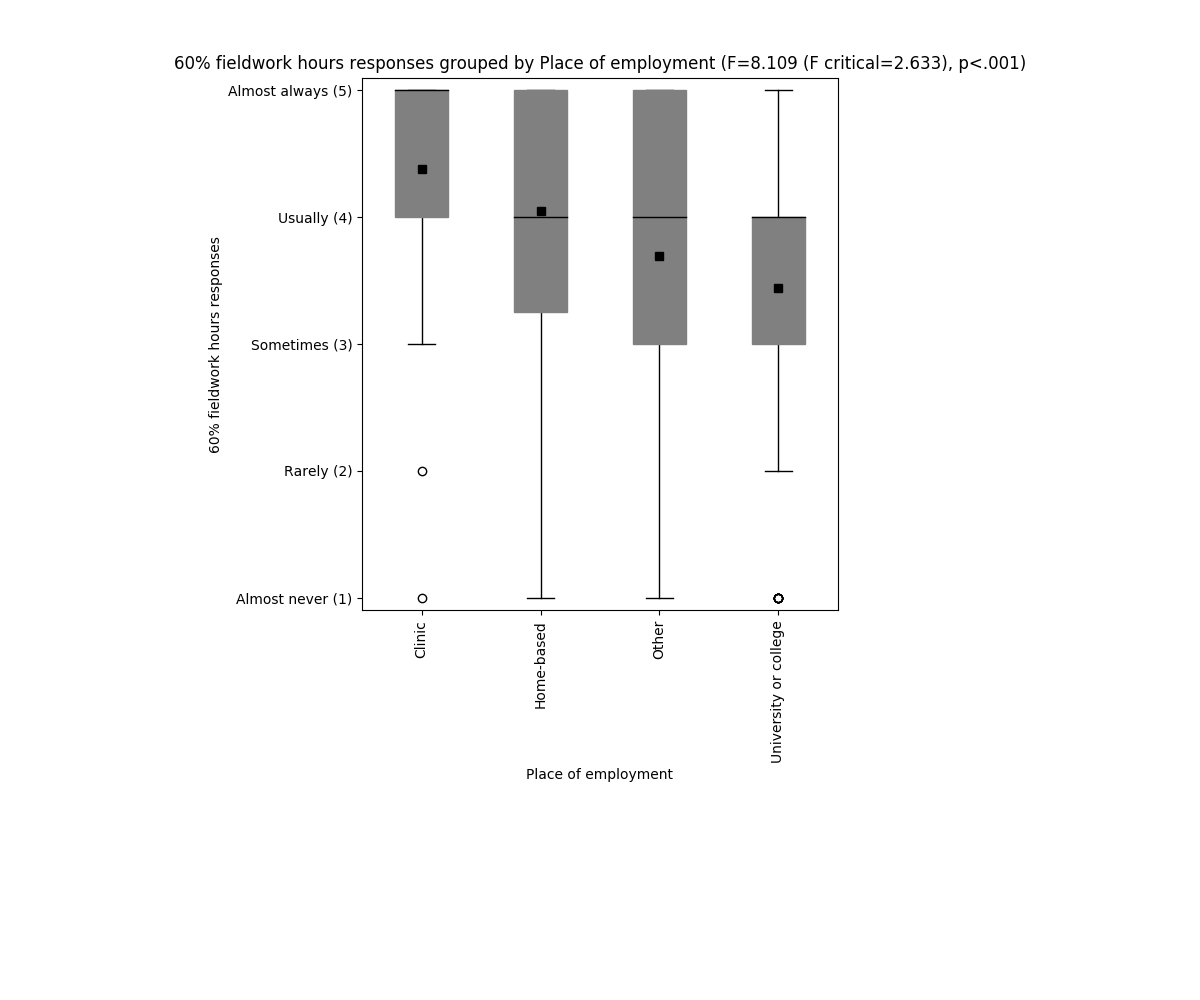 60% fieldwork hours responses grouped by Place of employment (F=8.109 (F critical=2.633), p<.001)
Almost always (5)
Usually (4)
Sometimes (3)
Rarely (2)
Almost never (1)
60% fieldwork hours responses
Clinic
Home-based
Other
University or college
Place of employment